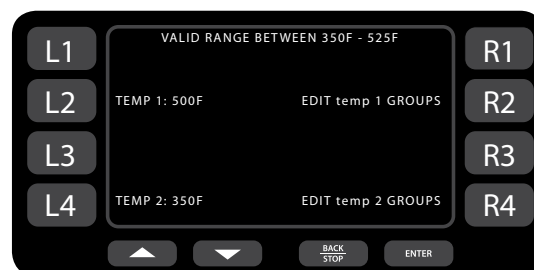 VALID RANGE BETWEEN 350F - 525F
L1 R1
L2 TEMP 1: 500F EDIT temp 1 GROUPS R2
L3 R3
L4 TEMP 2: 350F EDIT temp 2 GROUPS R4
BACK
STOP
ENTER